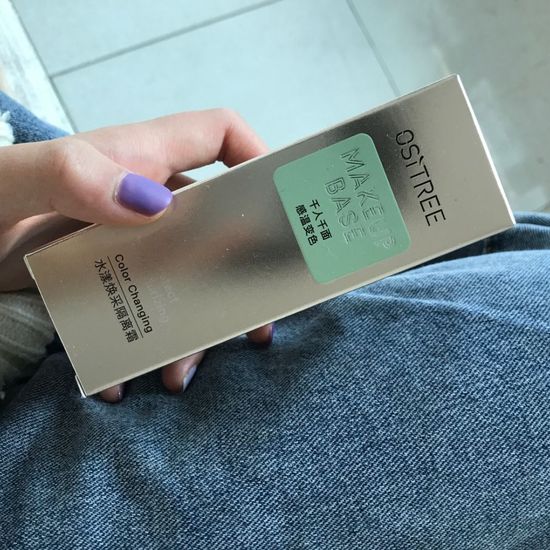 OSiTREE
MAKEUP
BASE
千人千面
感温变色
Color Changing
水漾焕采隔离霜